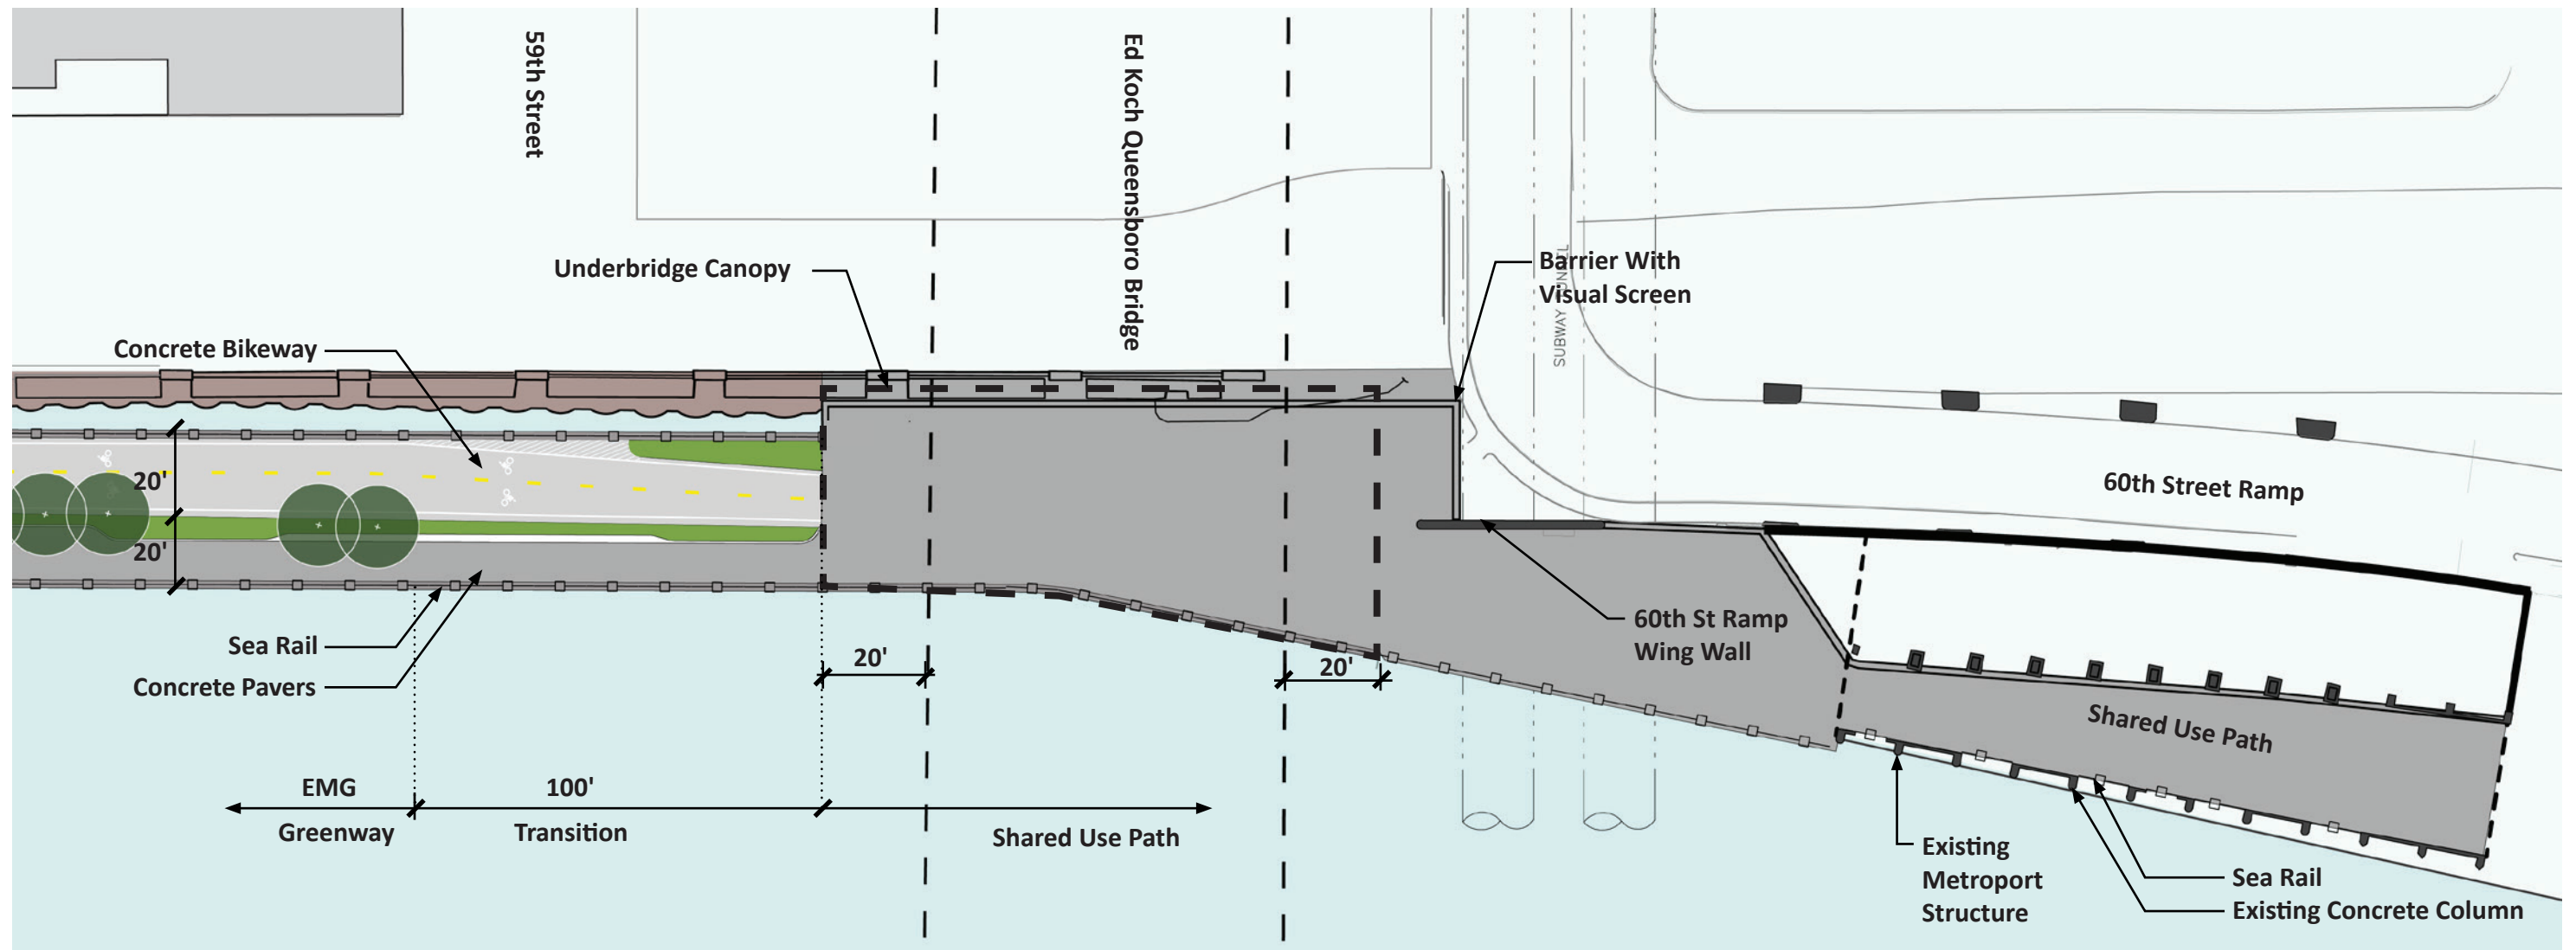 59th Street
Ed Koch Queensboro Bridge
Underbridge Canopy
Barrier With
Visual Screen
SUBWAY TUNNEL
Concrete Bikeway
20'
20'
60th Street Ramp
Sea Rail
Concrete Pavers
20'
20'
60th St Ramp
Wing Wall
Shared Use Path
EMG
Greenway
100'
Transition
Shared Use Path
Existing
Metroport
Structure
Sea Rail
Existing Concrete Column